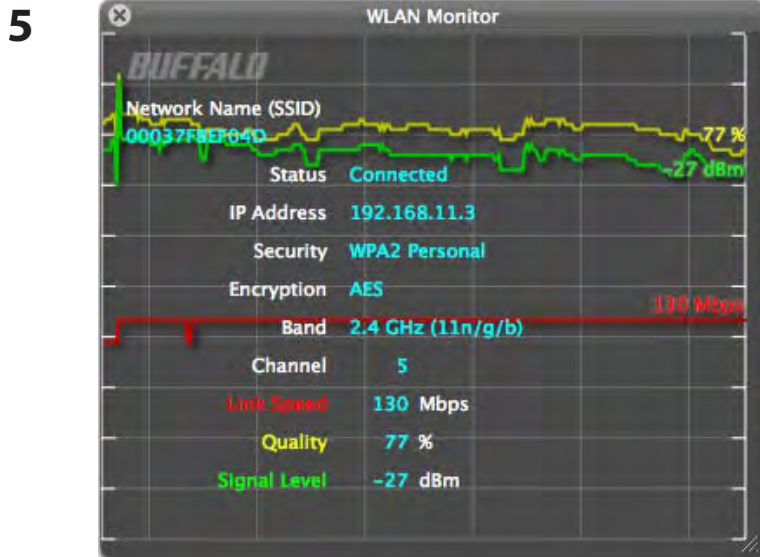 5
WLAN Monitor
BUFFALO
Network Name (SSID)
00037F8EF04D
77 %
-27 dBm
Status Connected
IP Address 192.168.11.3
Security WPA2 Personal
Encryption AES
130 Mbps
Band 2.4 GHz (11n/g/b)
Channel 5
Link Speed 130 Mbps
Quality 77 %
Signal Level -27 dBm